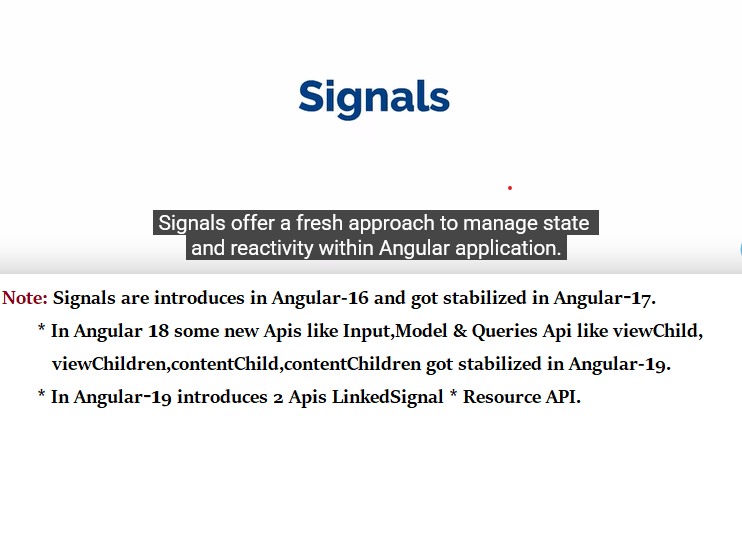 Signals
Signals offer a fresh approach to manage state
and reactivity within Angular application.
Note: Signals are introduces in Angular-16 and got stabilized in Angular-17.
* In Angular 18 some new Apis like Input,Model & Queries Api like viewChild,
viewChildren,contentChild,contentChildren got stabilized in Angular-19.
* In Angular-19 introduces 2 Apis LinkedSignal * Resource API.